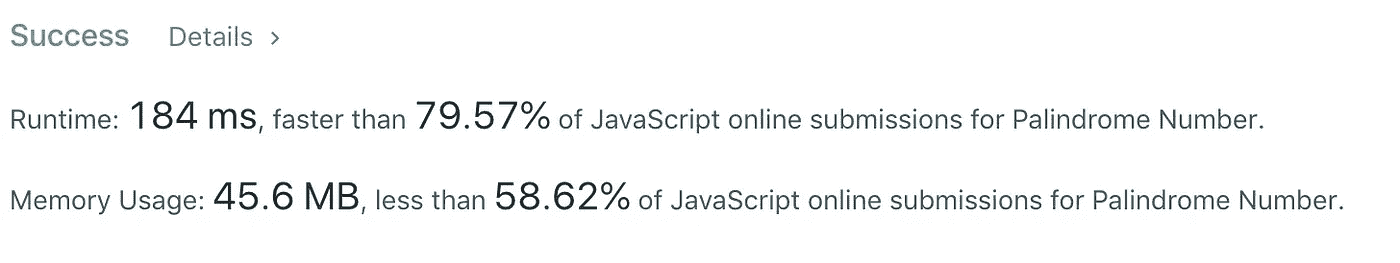 Success Details >
Runtime: 184 ms, faster than 79.57% of JavaScript online submissions for Palindrome Number.
Memory Usage: 45.6 MB, less than 58.62% of JavaScript online submissions for Palindrome Number.